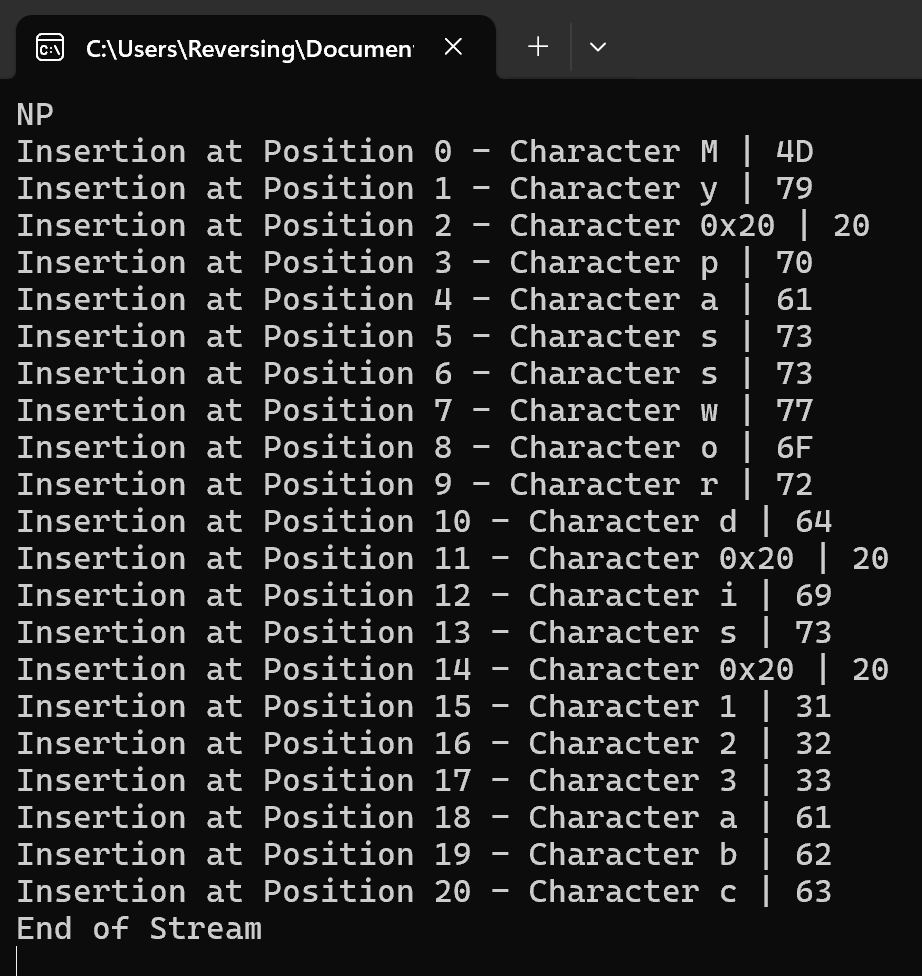 C:\Users\Reversing\Documen
NP
Insertion at Position 0 - Character M | 4D
Insertion at Position 1 - Character y | 79
Insertion at Position 2 - Character 0x20 | 20
Insertion at Position 3 - Character p | 70
Insertion at Position 4 - Character a | 61
Insertion at Position 5 - Character s | 73
Insertion at Position 6 - Character s | 73
Insertion at Position 7 - Character w | 77
Insertion at Position 8 - Character o | 6F
Insertion at Position 9 - Character r | 72
Insertion at Position 10 - Character d | 64
Insertion at Position 11 - Character 0x20 | 20
Insertion at Position 12 - Character i | 69
Insertion at Position 13 - Character s | 73
Insertion at Position 14 - Character 0x20 | 20
Insertion at Position 15 - Character 1 | 31
Insertion at Position 16 - Character 2 | 32
Insertion at Position 17 - Character 3 | 33
Insertion at Position 18 - Character a | 61
Insertion at Position 19 - Character b | 62
Insertion at Position 20 - Character c | 63
End of Stream